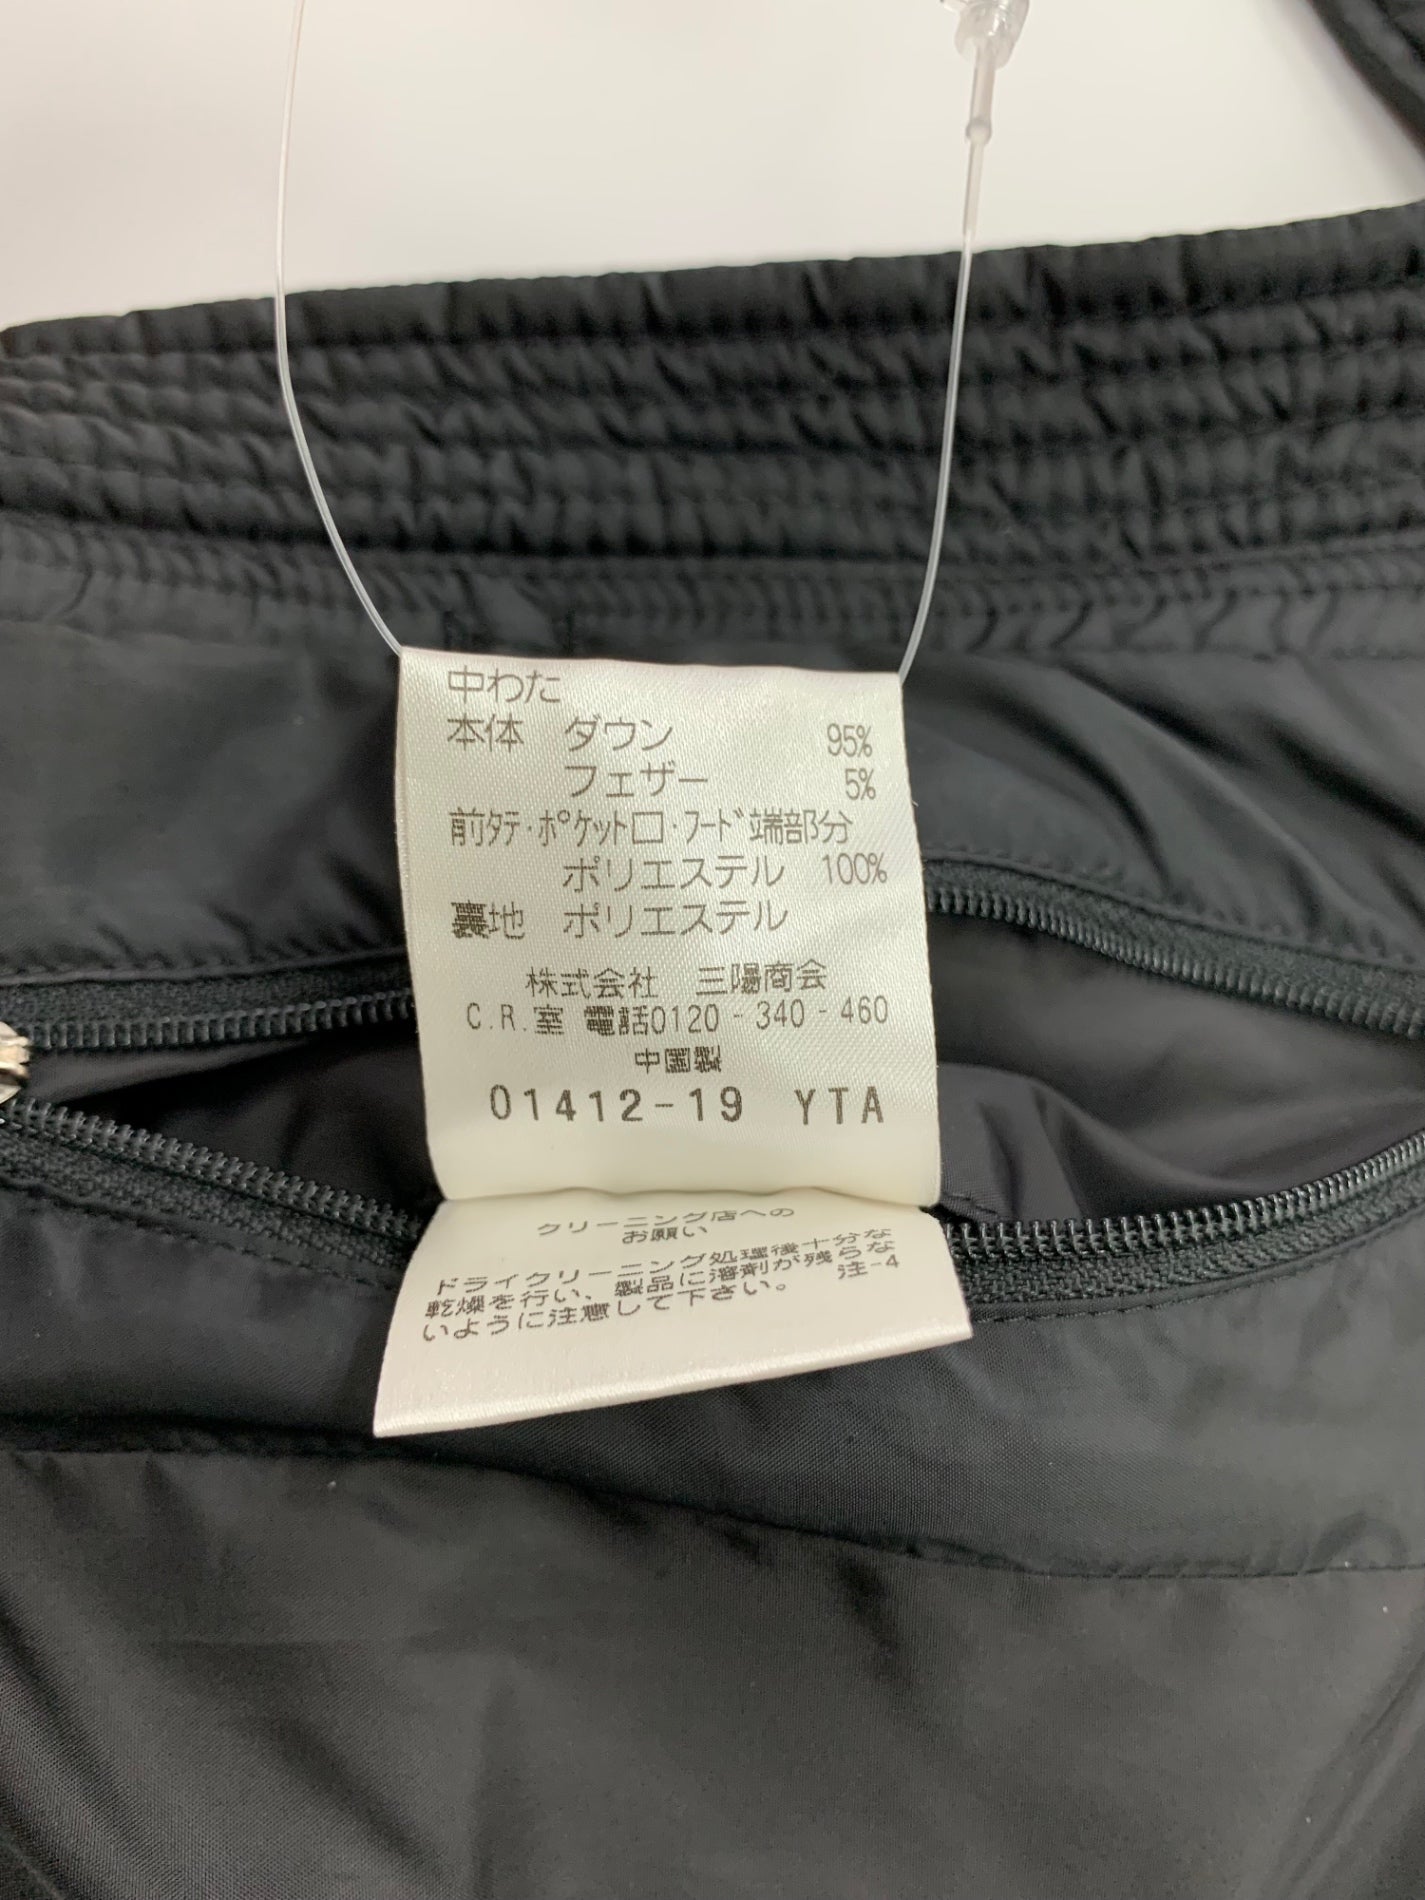 中わた
本体 ダウン 95%
フェザー 5%
前タテ・ポケット口・フード端部分
ポリエステル 100%
裏地 ポリエステル
株式会社 三陽商会
C.R.室 電話0120-340-460
中国製
01412-19 YTA
クリーニング店への
お願い
ドライクリーニング処理後十分な
乾燥を行い、製品に溶剤が残らな
いように注意して下さい。 注-4